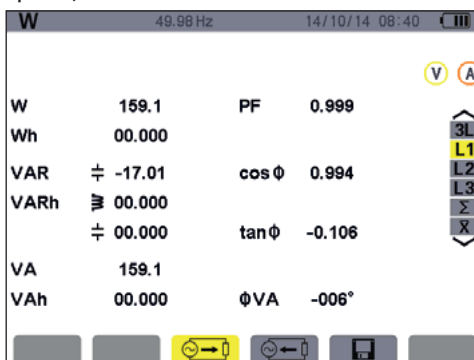 W 49.98 Hz 14/10/14 08:40
V A
W 159.1 PF 0.999
Wh 00.000
3L
L1
VAR -17.01 cos Φ 0.994
L2
L3
VARh 00.000
Σ
00.000 tan Φ -0.106
X̅
VA 159.1
VAh 00.000 ΦVA -006°